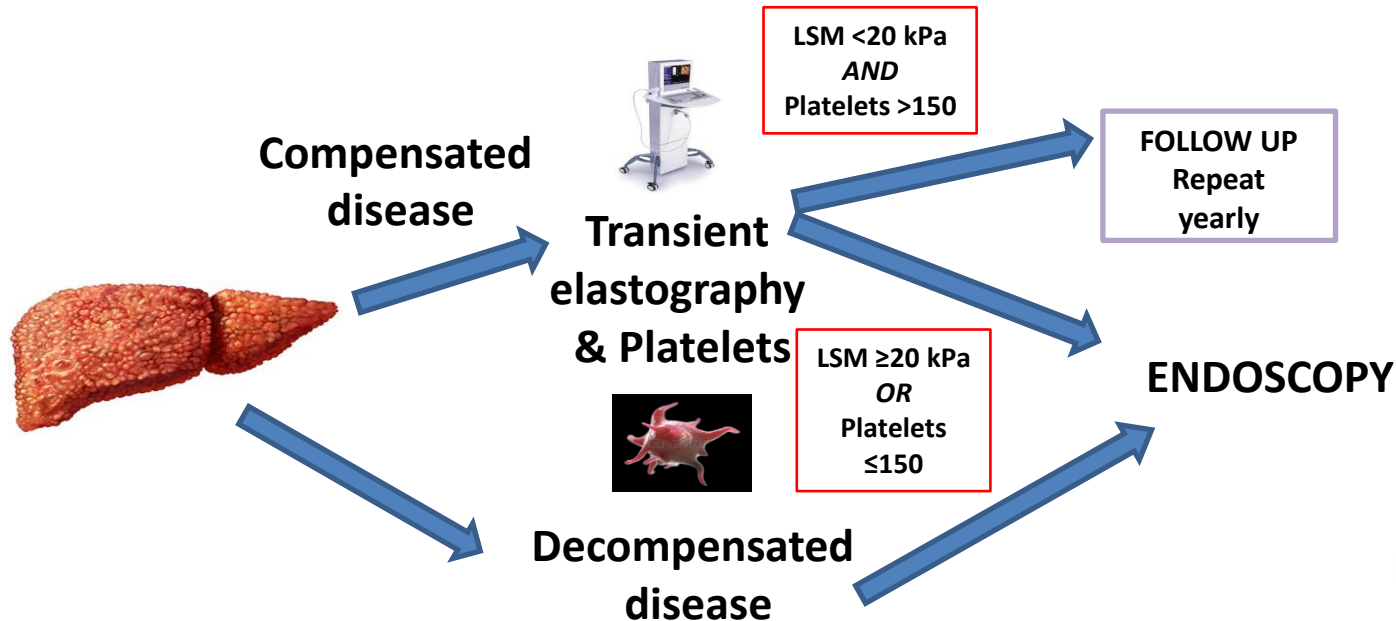 LSM <20 kPa
AND
Platelets >150
Compensated
disease
FOLLOW UP
Repeat
yearly
Transient
elastography
& Platelets
LSM ≥20 kPa
OR
Platelets
≤150
ENDOSCOPY
Decompensated
disease